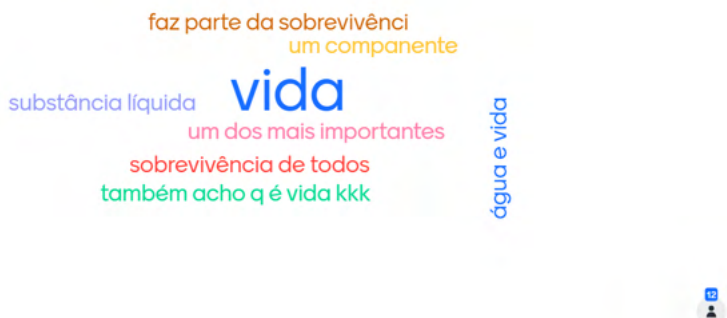 faz parte da sobrevivênci
um companente
vida
substância líquida
um dos mais importantes
sobrevivência de todos
também acho q é vida kkk
água e vida
12